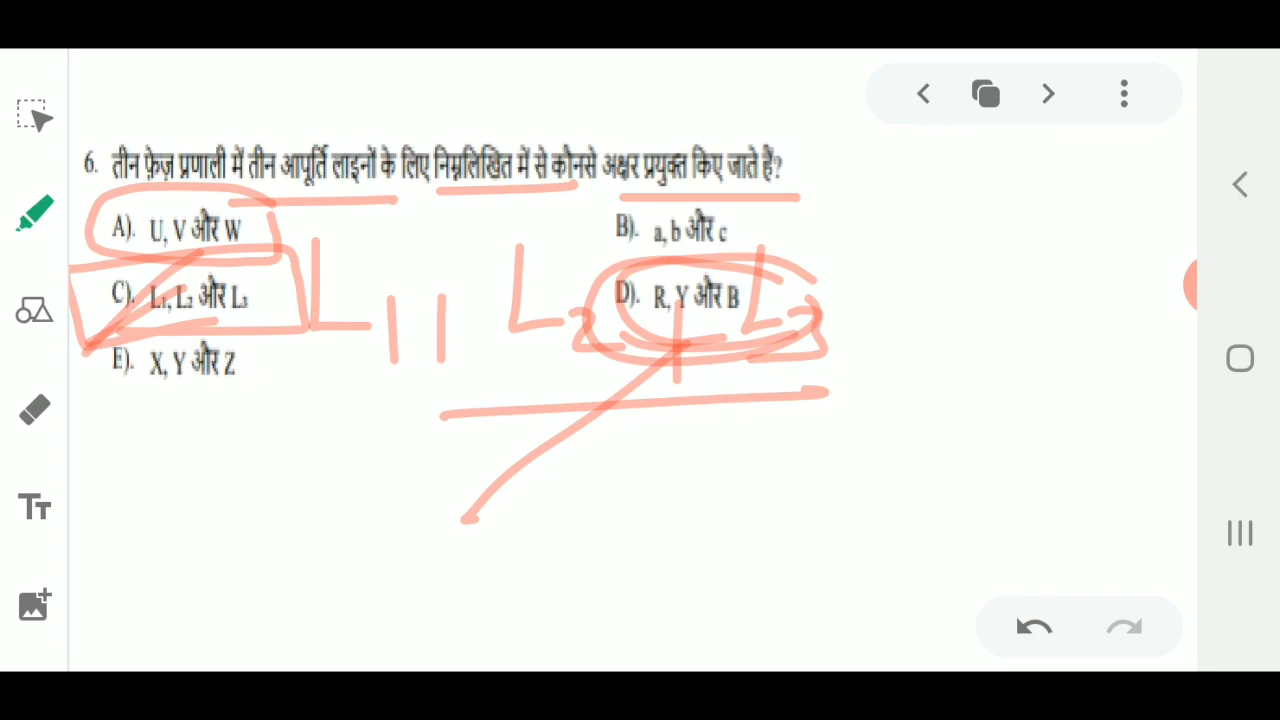 6. तीन फ़ेज़ प्रणाली में तीन आपूर्ति लाइनों के लिए निम्नलिखित में से कौनसे अक्षर प्रयुक्त किए जाते हैं?
A). U, V और W
B). a, b और c
C). L₁, L₂ और L₃
L₁ L₂ L₃
D). R, Y और B
E). X, Y और Z
TT